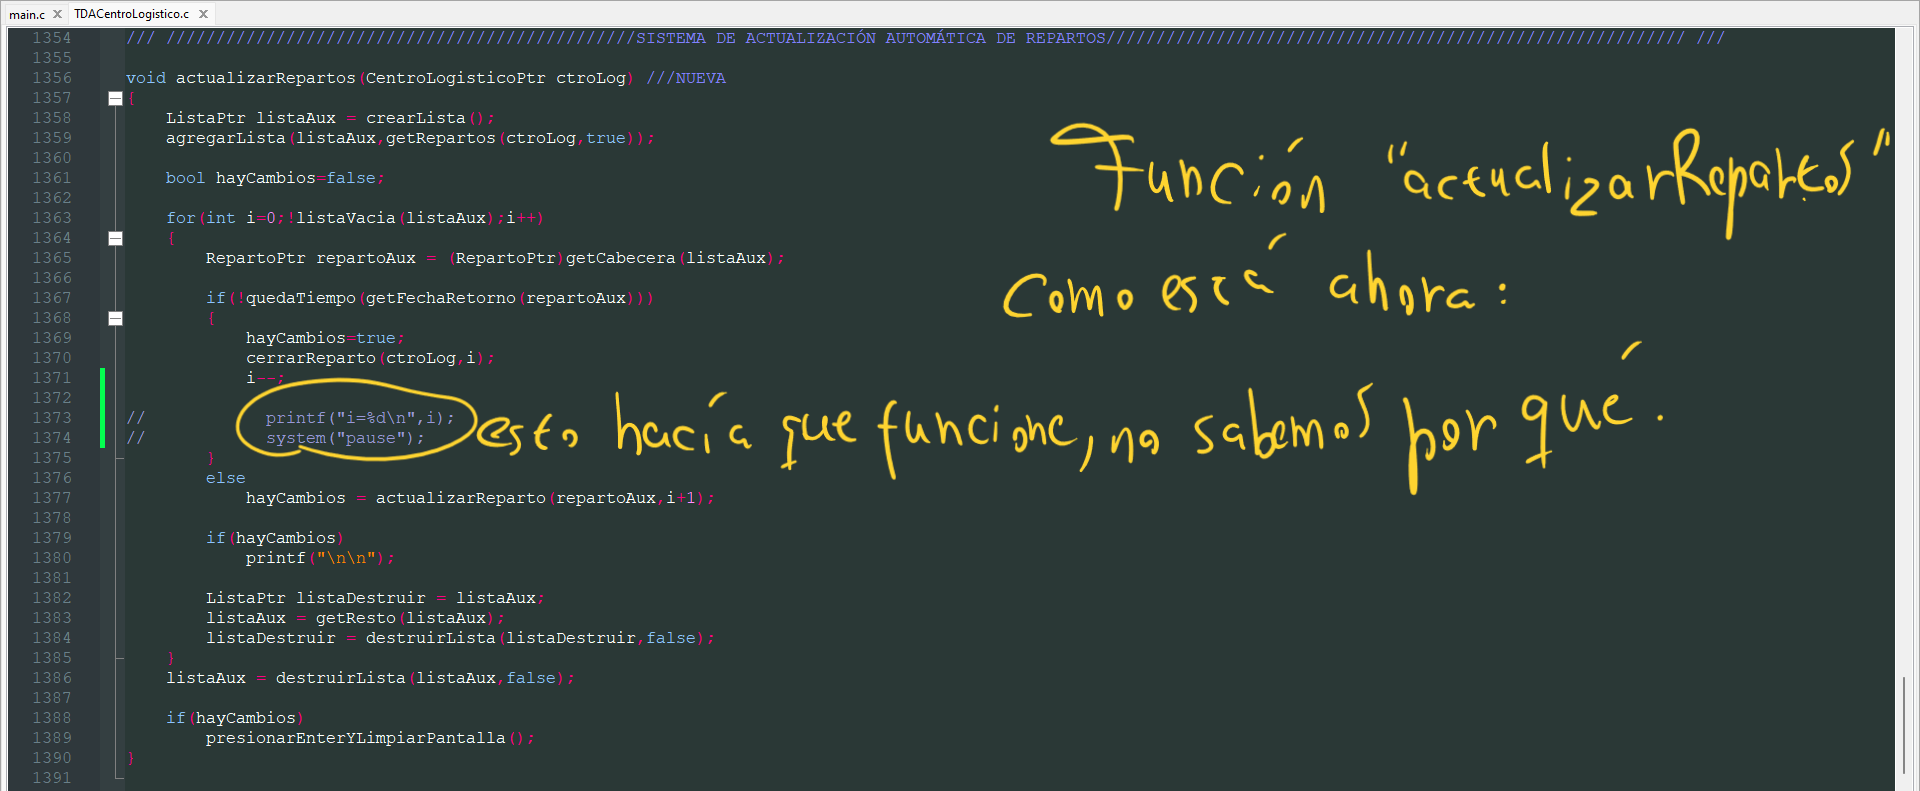 main.c
TDACentroLogistico.c
1354 /// ///////////////////////////////////////////////SISTEMA DE ACTUALIZACIÓN AUTOMÁTICA DE REPARTOS////////////////////////////////////////////////////////// ///
1355
1356 void actualizarRepartos(CentroLogisticoPtr ctroLog) ///NUEVA
1357 {
1358 ListaPtr listaAux = crearLista();
1359 agregarLista(listaAux,getRepartos(ctroLog,true));
1360
1361 bool hayCambios=false;
1362
1363 for(int i=0;!listaVacia(listaAux);i++)
1364 {
1365 RepartoPtr repartoAux = (RepartoPtr)getCabecera(listaAux);
1366
1367 if(!quedaTiempo(getFechaRetorno(repartoAux)))
1368 {
1369 hayCambios=true;
1370 cerrarReparto(ctroLog,i);
1371 i--;
1372
1373 // printf("i=%d\n",i);
1374 // system("pause");
1375 }
1376 else
1377 hayCambios = actualizarReparto(repartoAux,i+1);
1378
1379 if(hayCambios)
1380 printf("\n\n");
1381
1382 ListaPtr listaDestruir = listaAux;
1383 listaAux = getResto(listaAux);
1384 listaDestruir = destruirLista(listaDestruir,false);
1385 }
1386 listaAux = destruirLista(listaAux,false);
1387
1388 if(hayCambios)
1389 presionarEnterYLimpiarPantalla();
1390 }
1391
Función "actualizarRepartos"
Como está ahora:
esto hacía que funcione, no sabemos por qué.